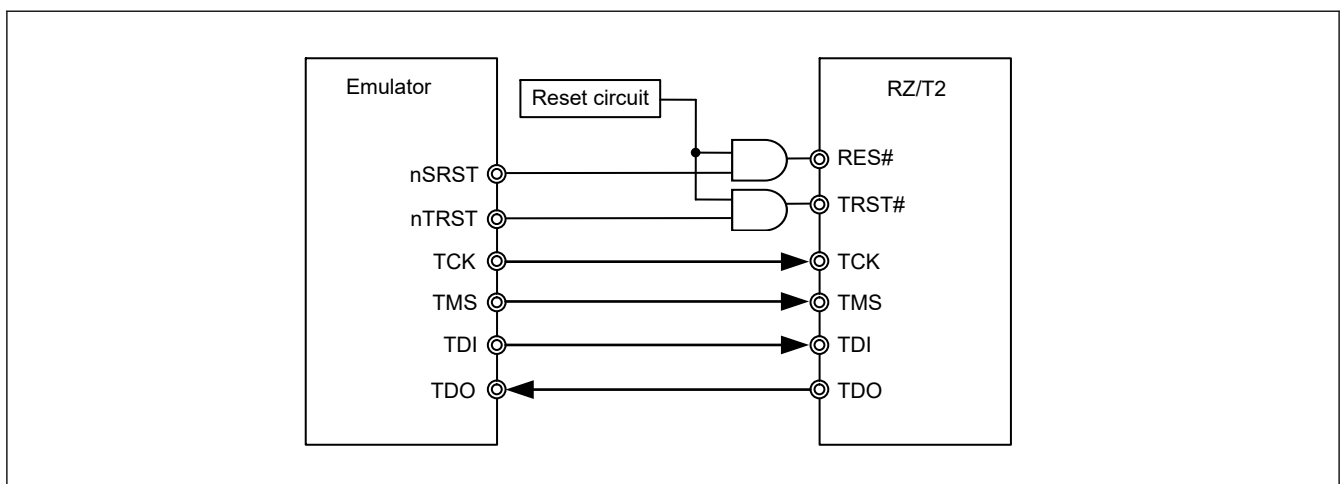 Emulator
Reset circuit
RZ/T2
nSRST
RES#
nTRST
TRST#
TCK
TCK
TMS
TMS
TDI
TDI
TDO
TDO